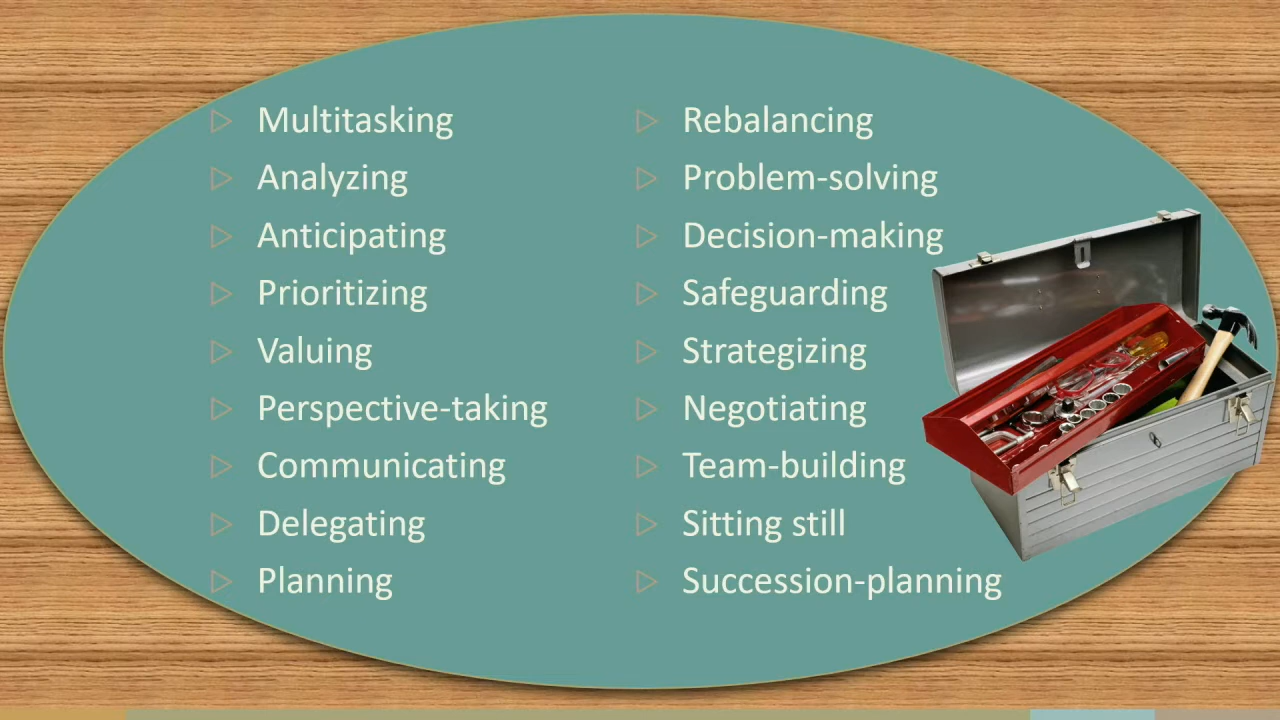 Multitasking
Analyzing
Anticipating
Prioritizing
Valuing
Perspective-taking
Communicating
Delegating
Planning
Rebalancing
Problem-solving
Decision-making
Safeguarding
Strategizing
Negotiating
Team-building
Sitting still
Succession-planning